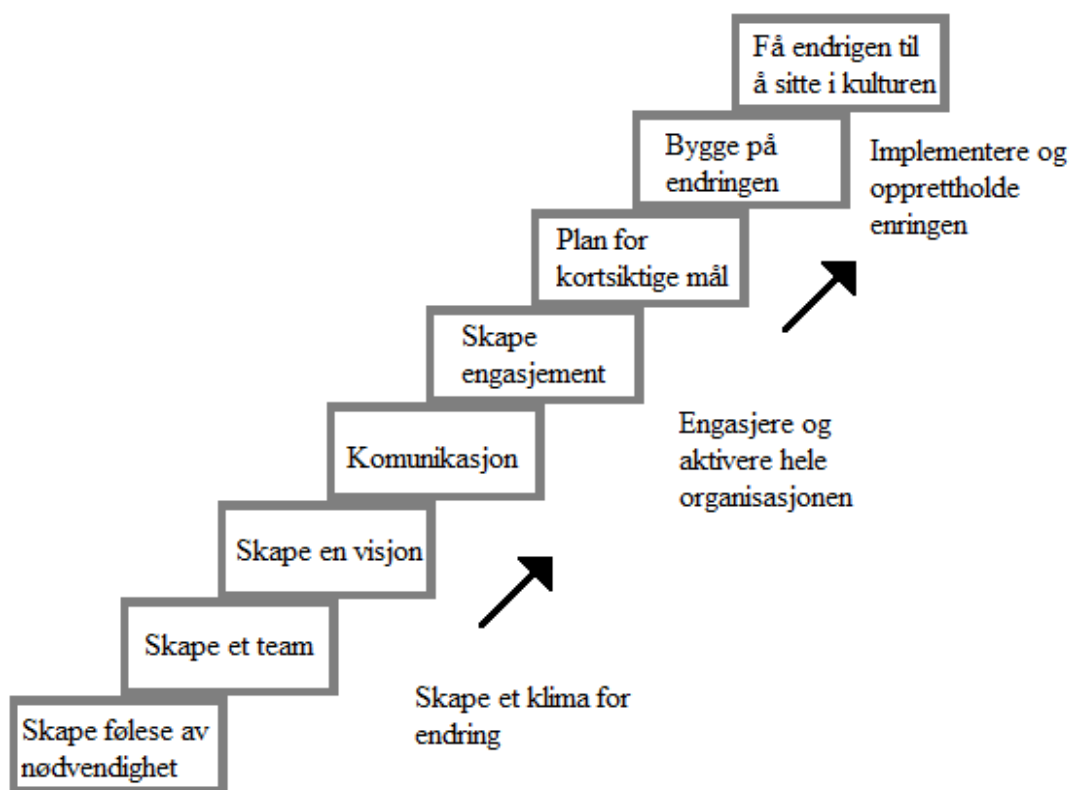 Få endrigen til
å sitte i kulturen
Bygge på
endringen
Implementere og
opprettholde
enringen
Plan for
kortsiktige mål
Skape
engasjement
Engasjere og
aktivere hele
organisasjonen
Komunikasjon
Skape en visjon
Skape et team
Skape et klima for
endring
Skape følese av
nødvendighet